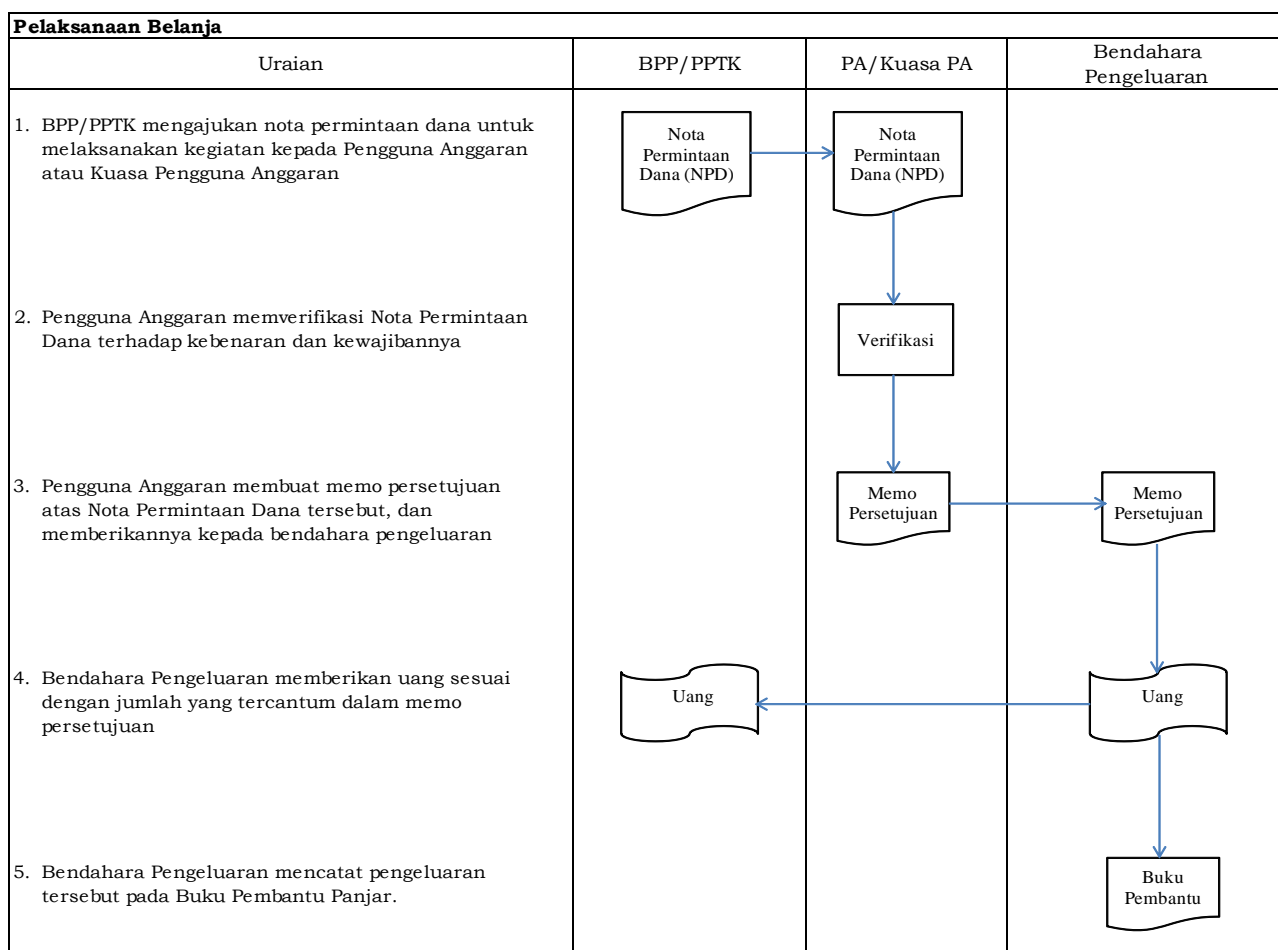 Pelaksanaan Belanja
Uraian
BPP/PPTK
PA/Kuasa PA
Bendahara
Pengeluaran
1. BPP/PPTK mengajukan nota permintaan dana untuk
melaksanakan kegiatan kepada Pengguna Anggaran
atau Kuasa Pengguna Anggaran
Nota
Permintaan
Dana (NPD)
Nota
Permintaan
Dana (NPD)
2. Pengguna Anggaran memverifikasi Nota Permintaan
Dana terhadap kebenaran dan kewajibannya
Verifikasi
3. Pengguna Anggaran membuat memo persetujuan
atas Nota Permintaan Dana tersebut, dan
memberikannya kepada bendahara pengeluaran
Memo
Persetujuan
Memo
Persetujuan
4. Bendahara Pengeluaran memberikan uang sesuai
dengan jumlah yang tercantum dalam memo
persetujuan
Uang
Uang
5. Bendahara Pengeluaran mencatat pengeluaran
tersebut pada Buku Pembantu Panjar.
Buku
Pembantu